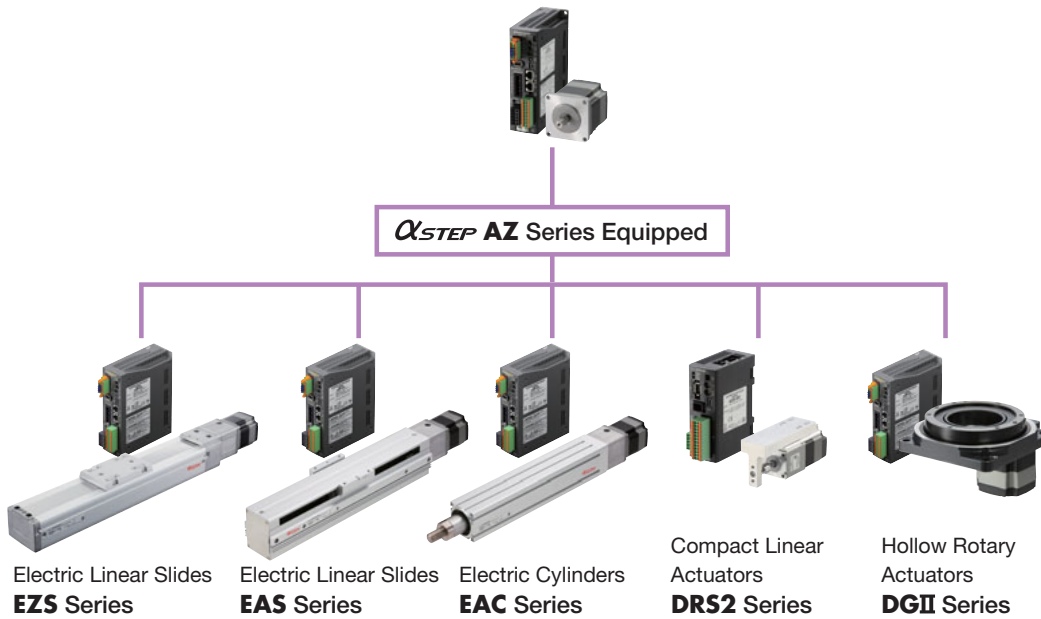 αSTEP AZ Series Equipped
Electric Linear Slides
EZS Series
Electric Linear Slides
EAS Series
Electric Cylinders
EAC Series
Compact Linear
Actuators
DRS2 Series
Hollow Rotary
Actuators
DGⅡ Series